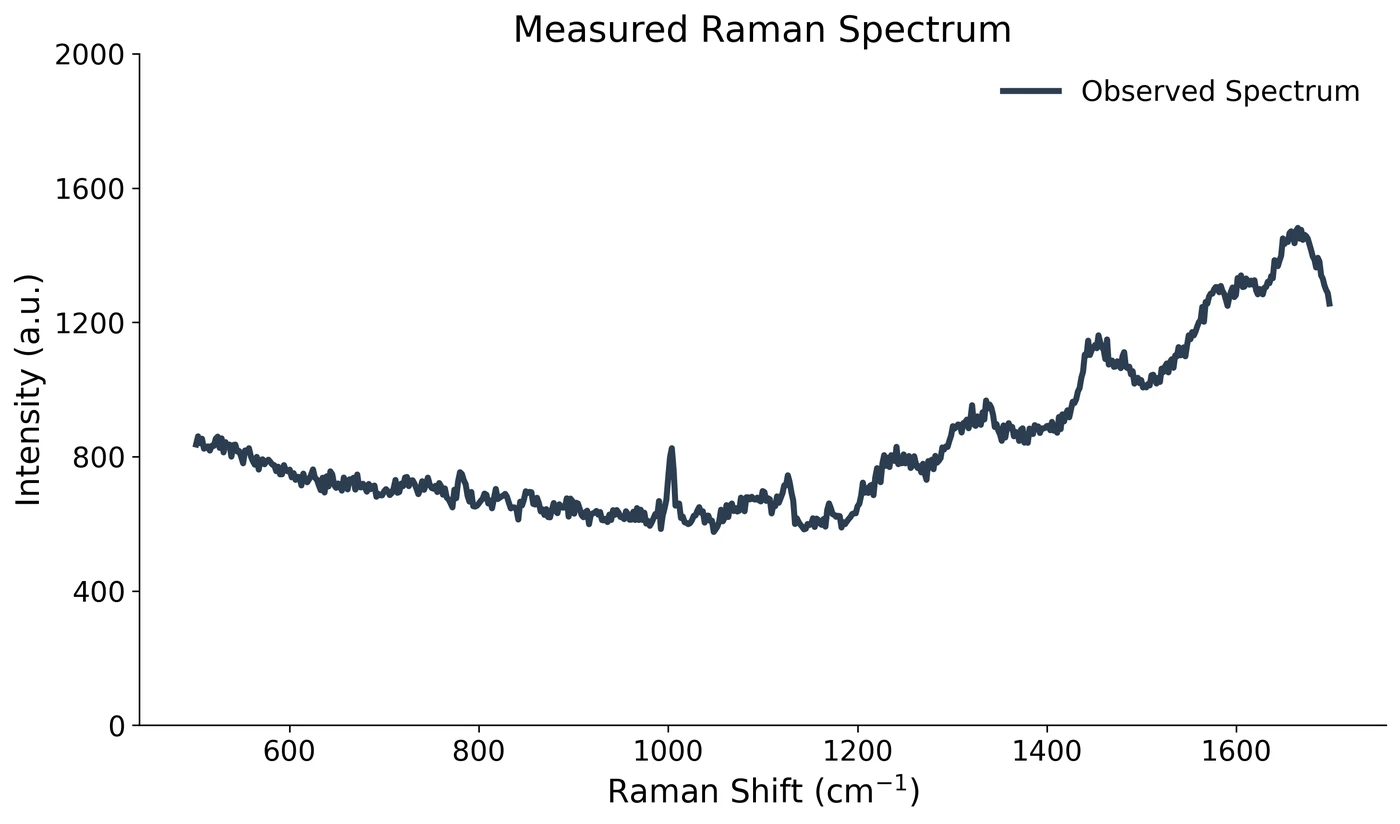 Measured Raman Spectrum
Observed Spectrum
2000
1600
1200
800
400
0
Intensity (a.u.)
600 800 1000 1200 1400 1600
Raman Shift (cm⁻¹)